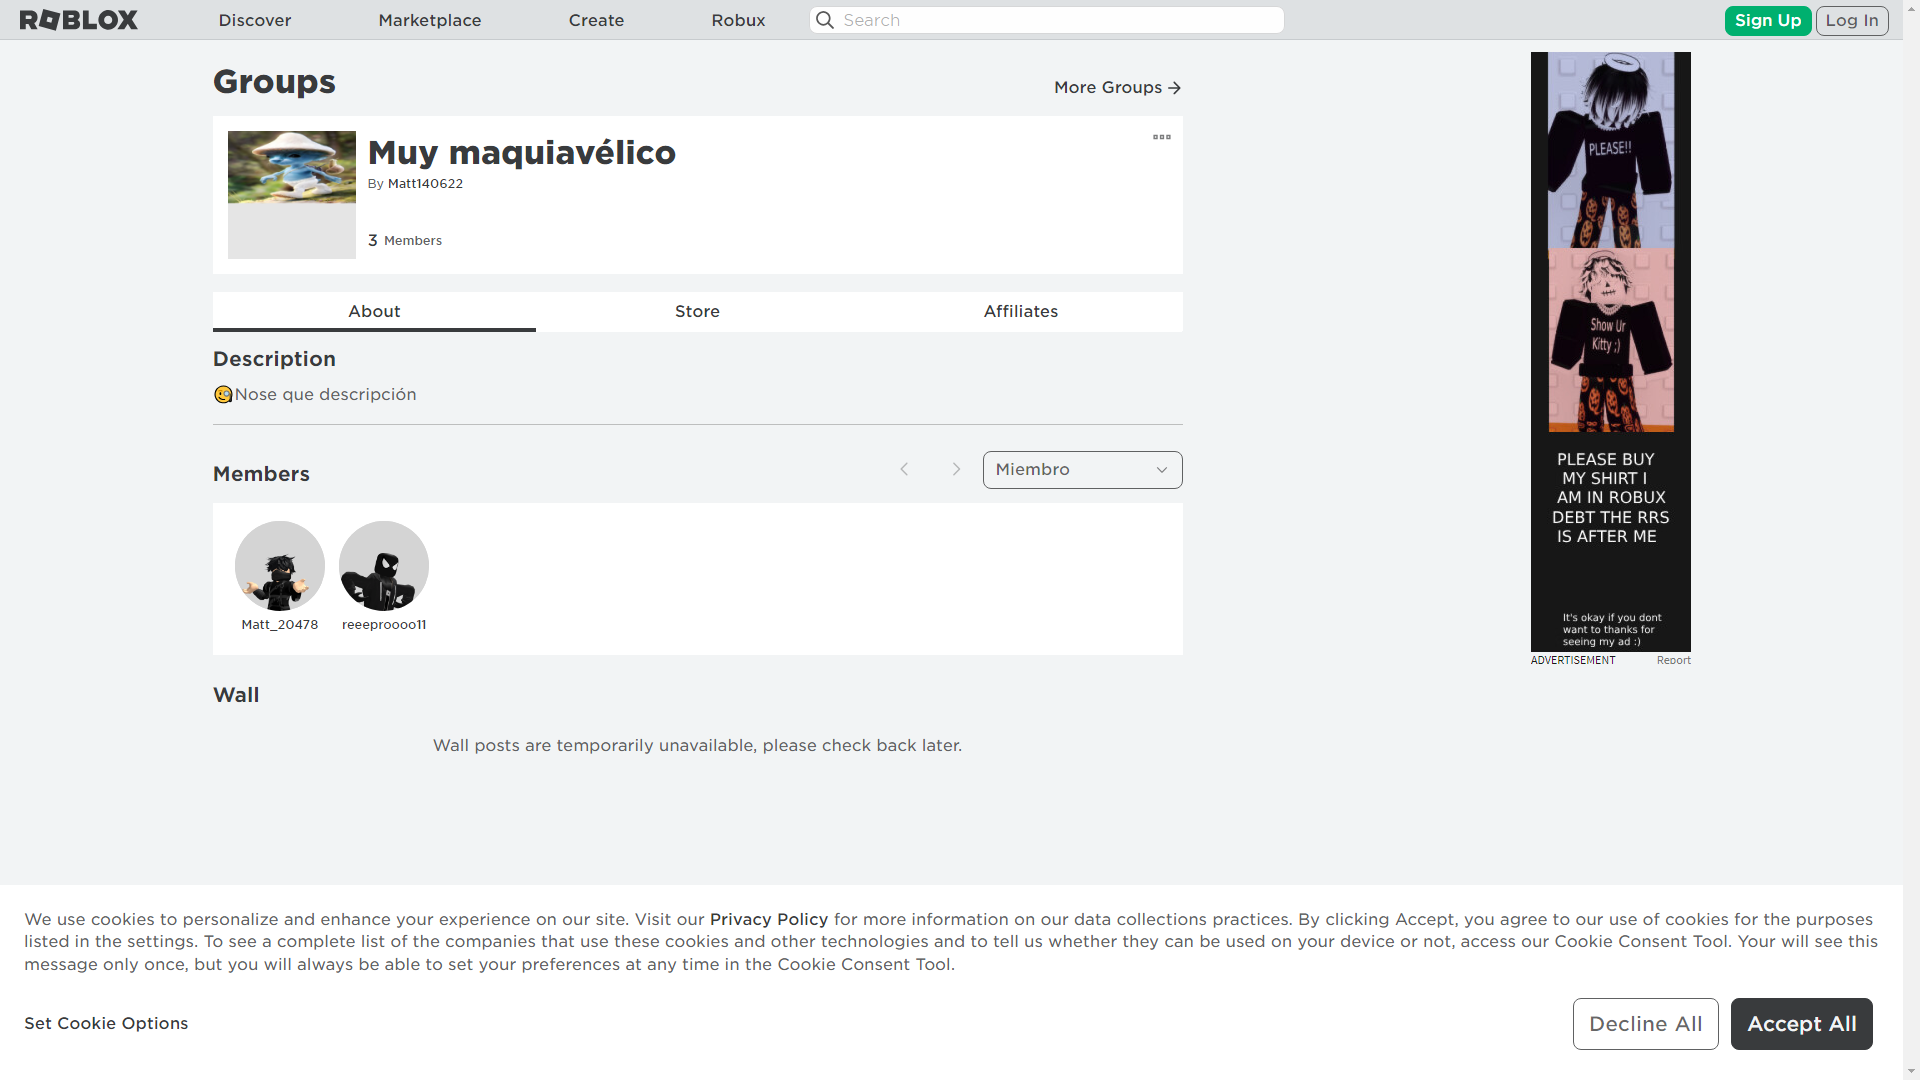 ROBLOX
Discover
Marketplace
Create
Robux
Search
Sign Up
Log In
Groups
More Groups
Muy maquiavélico
By Matt140622
3 Members
About
Store
Affiliates
Description
🧐Nose que descripción
Members
Miembro
Matt_20478
reeeproooo11
Wall
Wall posts are temporarily unavailable, please check back later.
PLEASE!!
Show Ur
Kitty ;)
PLEASE BUY
MY SHIRT I
AM IN ROBUX
DEBT THE RRS
IS AFTER ME
It's okay if you dont
want to thanks for
seeing my ad :)
ADVERTISEMENT
Report
We use cookies to personalize and enhance your experience on our site. Visit our Privacy Policy for more information on our data collections practices. By clicking Accept, you agree to our use of cookies for the purposes
listed in the settings. To see a complete list of the companies that use these cookies and other technologies and to tell us whether they can be used on your device or not, access our Cookie Consent Tool. Your will see this
message only once, but you will always be able to set your preferences at any time in the Cookie Consent Tool.
Set Cookie Options
Decline All
Accept All